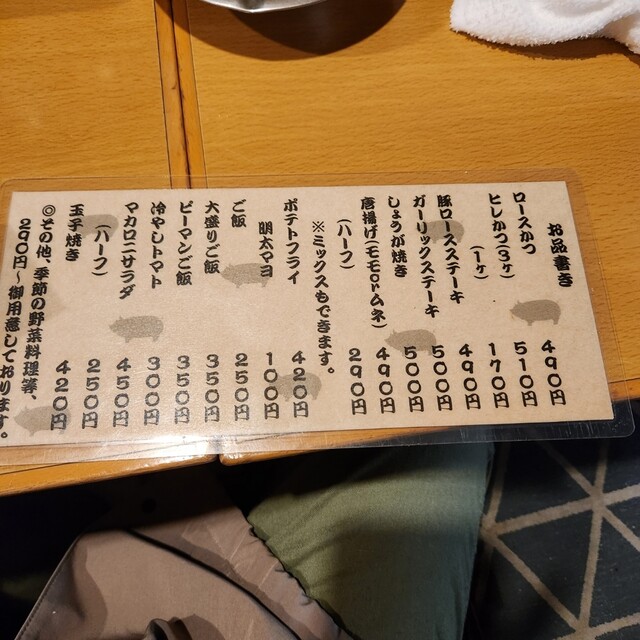 お品書き
ロースかつ 490円
ヒレかつ(3ヶ) 510円
(1ヶ) 170円
豚ロースステーキ 490円
ガーリックステーキ 500円
しょうが焼き 500円
唐揚げ(モモorムネ) 490円
(ハーフ) 290円
※ミックスもできます。
ポテトフライ 420円
明太マヨ 100円
ご飯 250円
大盛りご飯 350円
ピーマンご飯 350円
冷やしトマト 300円
マカロニサラダ 450円
(ハーフ) 250円
玉子焼き 420円
◎その他、季節の野菜料理等、
200円～御用意しております。